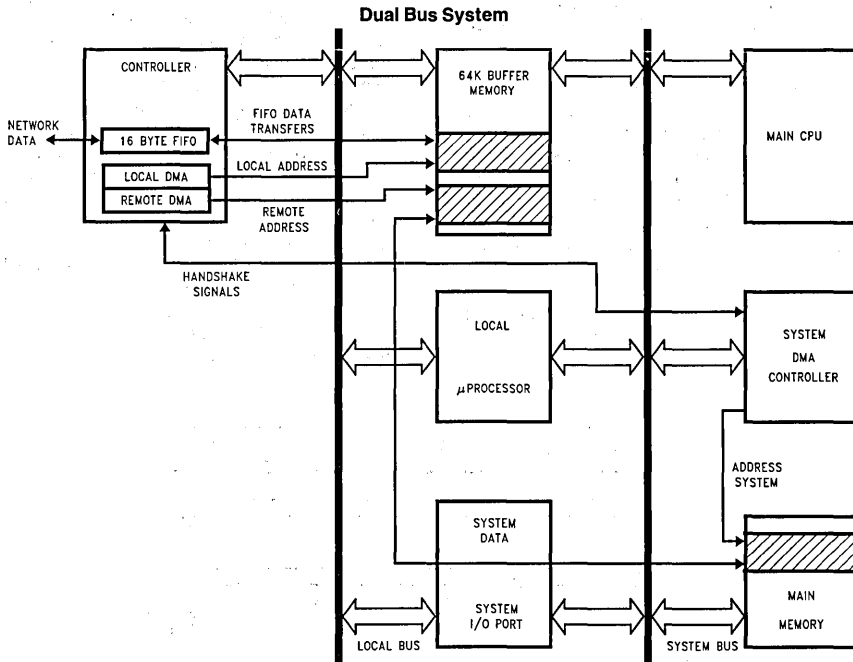 Dual Bus System
CONTROLLER
NETWORK
DATA
16 BYTE FIFO
LOCAL DMA
REMOTE DMA
FIFO DATA
TRANSFERS
LOCAL ADDRESS
REMOTE
ADDRESS
HANDSHAKE
SIGNALS
64K BUFFER
MEMORY
MAIN CPU
LOCAL
μPROCESSOR
SYSTEM
DMA
CONTROLLER
ADDRESS
SYSTEM
SYSTEM
DATA
SYSTEM
I/O PORT
MAIN
MEMORY
LOCAL BUS
SYSTEM BUS